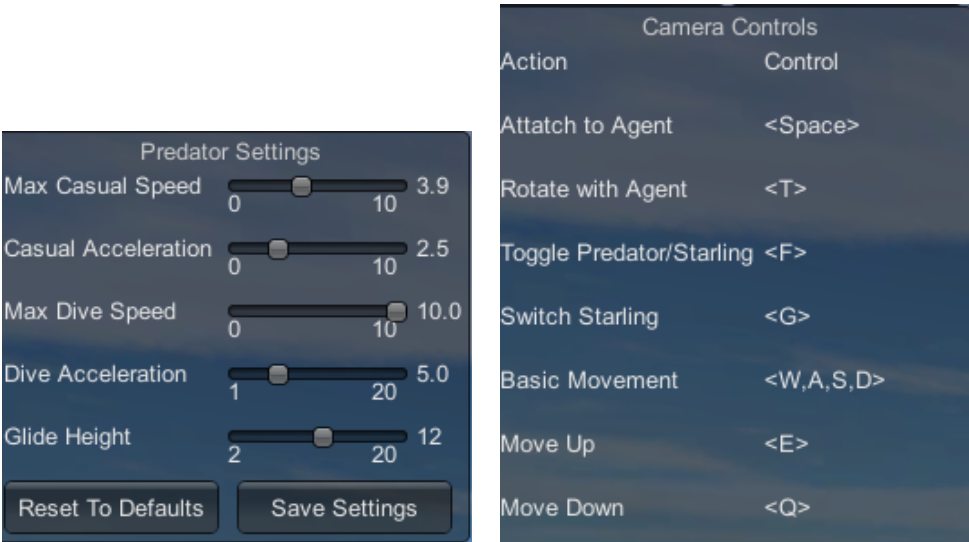 Predator Settings
Max Casual Speed 3.9
0 10
Casual Acceleration 2.5
0 10
Max Dive Speed 10.0
0 10
Dive Acceleration 5.0
1 20
Glide Height 12
2 20
Reset To Defaults Save Settings
Camera Controls
Action Control
Attatch to Agent <Space>
Rotate with Agent <T>
Toggle Predator/Starling <F>
Switch Starling <G>
Basic Movement <W,A,S,D>
Move Up <E>
Move Down <Q>